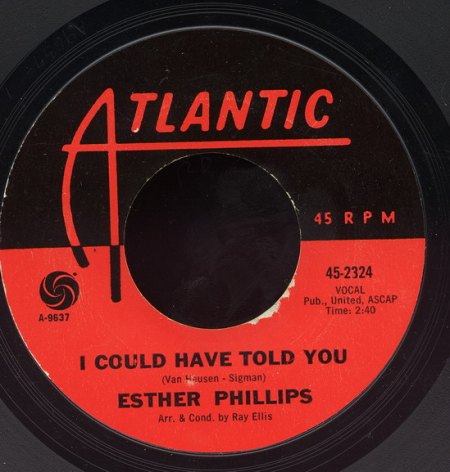 ATLANTIC
45 RPM
45-2324
VOCAL
Pub., United, ASCAP
Time: 2:40
A-9637
I COULD HAVE TOLD YOU
(Van Heusen - Sigman)
ESTHER PHILLIPS
Arr. & Cond. by Ray Ellis